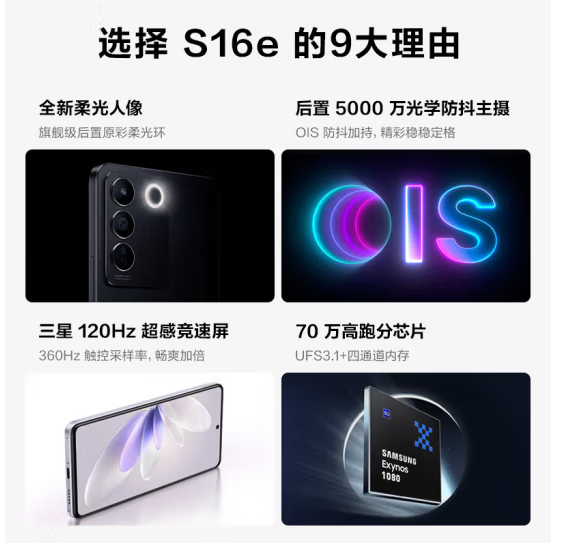 选择 S16e 的9大理由
全新柔光人像
旗舰级后置原彩柔光环
后置 5000 万光学防抖主摄
OIS 防抖加持, 精彩稳稳定格
OIS
三星 120Hz 超感竞速屏
360Hz 触控采样率, 畅爽加倍
70 万高跑分芯片
UFS3.1+四通道内存
5G
SAMSUNG
Exynos
1080